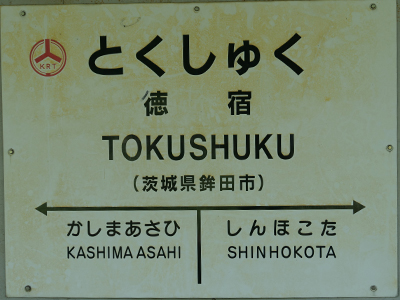 KRT
とくしゅく
徳宿
TOKUSHUKU
(茨城県鉾田市)
かしまあさひ しんほこた
KASHIMA ASAHI SHINHOKOTA